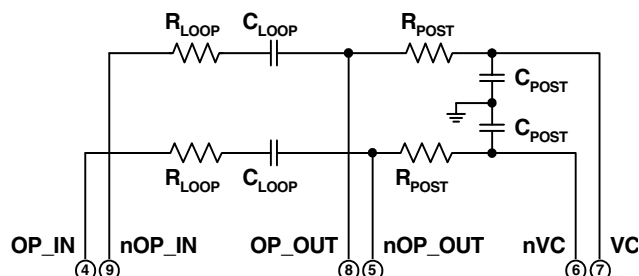 R_LOOP C_LOOP R_POST
C_POST
C_POST
R_LOOP C_LOOP R_POST
OP_IN nOP_IN OP_OUT nOP_OUT nVC VC
4 9 8 5 6 7